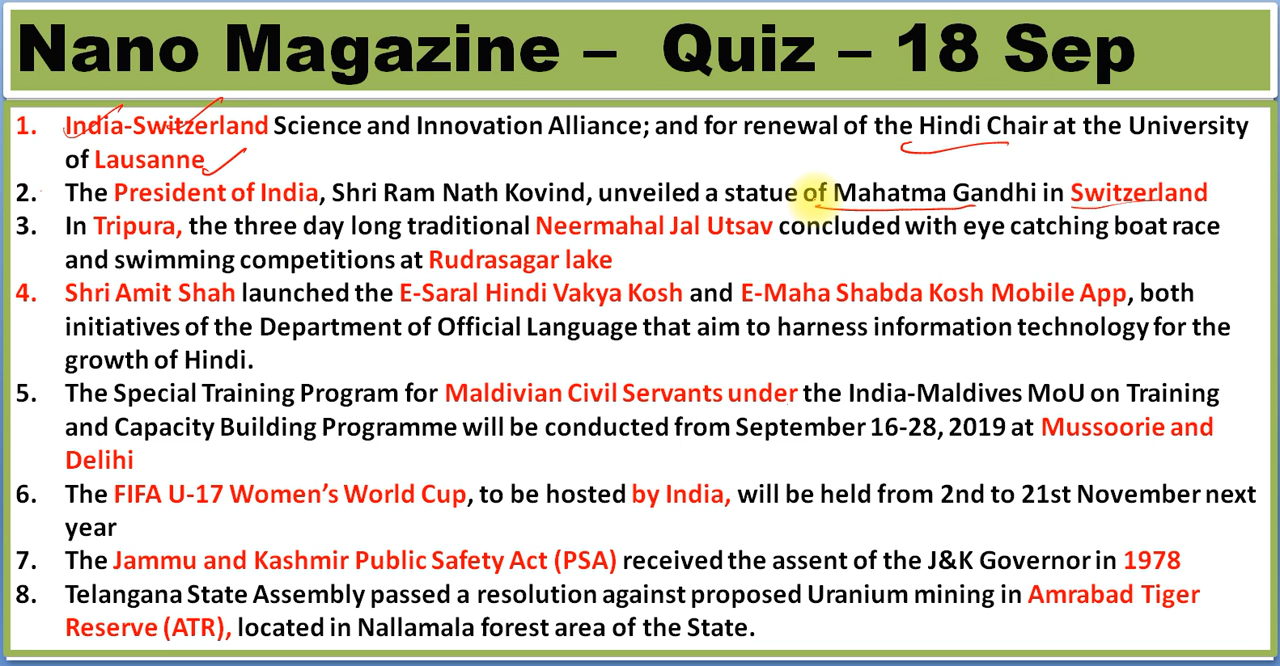 Nano Magazine – Quiz – 18 Sep
1. India-Switzerland Science and Innovation Alliance; and for renewal of the Hindi Chair at the University
of Lausanne
2. The President of India, Shri Ram Nath Kovind, unveiled a statue of Mahatma Gandhi in Switzerland
3. In Tripura, the three day long traditional Neermahal Jal Utsav concluded with eye catching boat race
and swimming competitions at Rudrasagar lake
4. Shri Amit Shah launched the E-Saral Hindi Vakya Kosh and E-Maha Shabda Kosh Mobile App, both
initiatives of the Department of Official Language that aim to harness information technology for the
growth of Hindi.
5. The Special Training Program for Maldivian Civil Servants under the India-Maldives MoU on Training
and Capacity Building Programme will be conducted from September 16-28, 2019 at Mussoorie and
Delihi
6. The FIFA U-17 Women's World Cup, to be hosted by India, will be held from 2nd to 21st November next
year
7. The Jammu and Kashmir Public Safety Act (PSA) received the assent of the J&K Governor in 1978
8. Telangana State Assembly passed a resolution against proposed Uranium mining in Amrabad Tiger
Reserve (ATR), located in Nallamala forest area of the State.